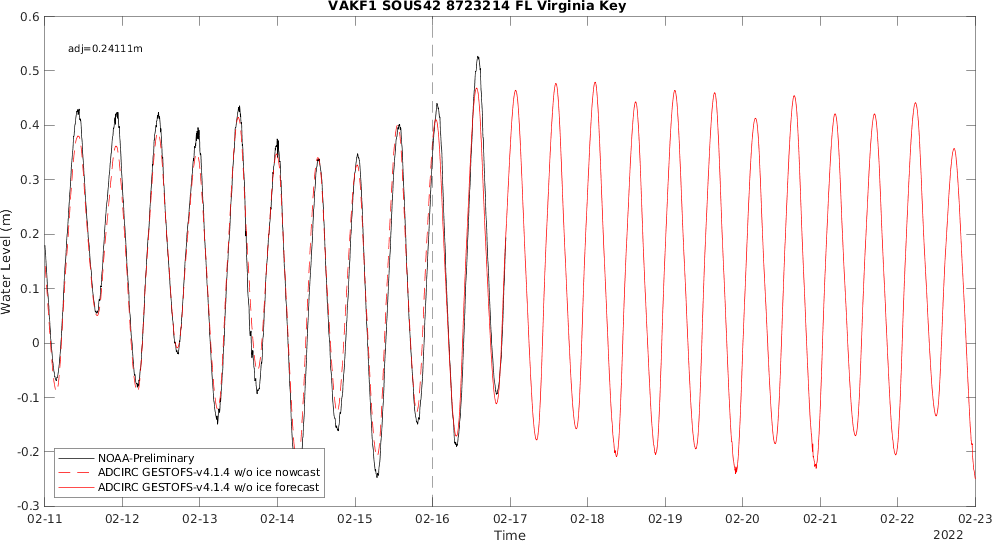 VAKF1 SOUS42 8723214 FL Virginia Key
adj=0.24111m
Water Level (m)
0.6
0.5
0.4
0.3
0.2
0.1
0
-0.1
-0.2
-0.3
NOAA-Preliminary
ADCIRC GESTOFS-v4.1.4 w/o ice nowcast
ADCIRC GESTOFS-v4.1.4 w/o ice forecast
02-11 02-12 02-13 02-14 02-15 02-16 02-17 02-18 02-19 02-20 02-21 02-22 02-23
Time
2022